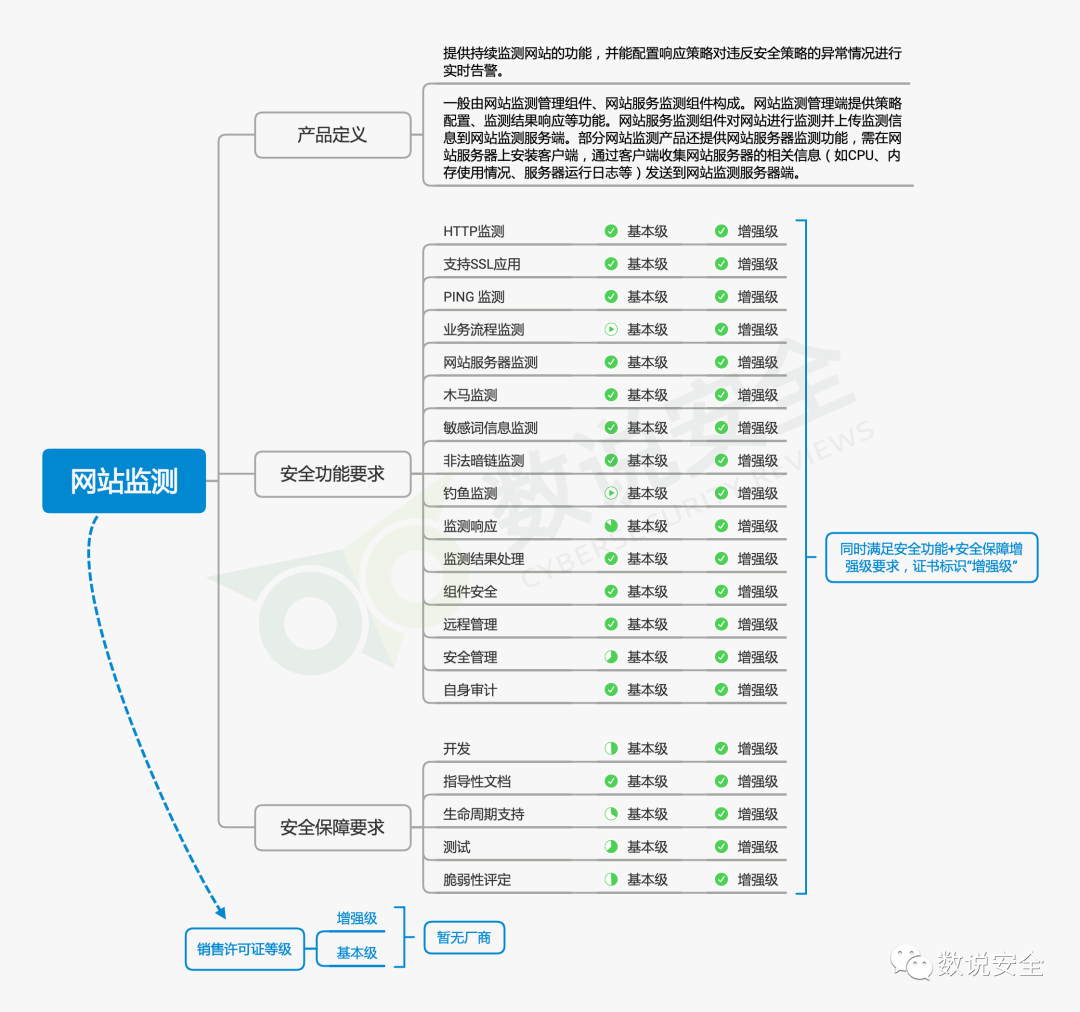 提供持续监测网站的功能，并能配置响应策略对违反安全策略的异常情况进行
实时告警。
一般由网站监测管理组件、网站服务监测组件构成。网站监测管理端提供策略
配置、监测结果响应等功能。网站服务监测组件对网站进行监测并上传监测信
息到网站监测服务端。部分网站监测产品还提供网站服务器监测功能，需在网
站服务器上安装客户端，通过客户端收集网站服务器的相关信息（如CPU、内
存使用情况、服务器运行日志等）发送到网站监测服务器端。
产品定义
HTTP监测 基本级 增强级
支持SSL应用 基本级 增强级
PING 监测 基本级 增强级
业务流程监测 基本级 增强级
网站服务器监测 基本级 增强级
木马监测 基本级 增强级
敏感词信息监测 基本级 增强级
非法暗链监测 基本级 增强级
钓鱼监测 基本级 增强级
监测响应 基本级 增强级
监测结果处理 基本级 增强级
组件安全 基本级 增强级
远程管理 基本级 增强级
安全管理 基本级 增强级
自身审计 基本级 增强级
安全功能要求
网站监测
同时满足安全功能+安全保障增
强级要求，证书标识“增强级”
开发 基本级 增强级
指导性文档 基本级 增强级
生命周期支持 基本级 增强级
测试 基本级 增强级
脆弱性评定 基本级 增强级
安全保障要求
销售许可证等级
增强级
基本级
暂无厂商
数说安全
CYBERSECURITY REVIEWS
数说安全